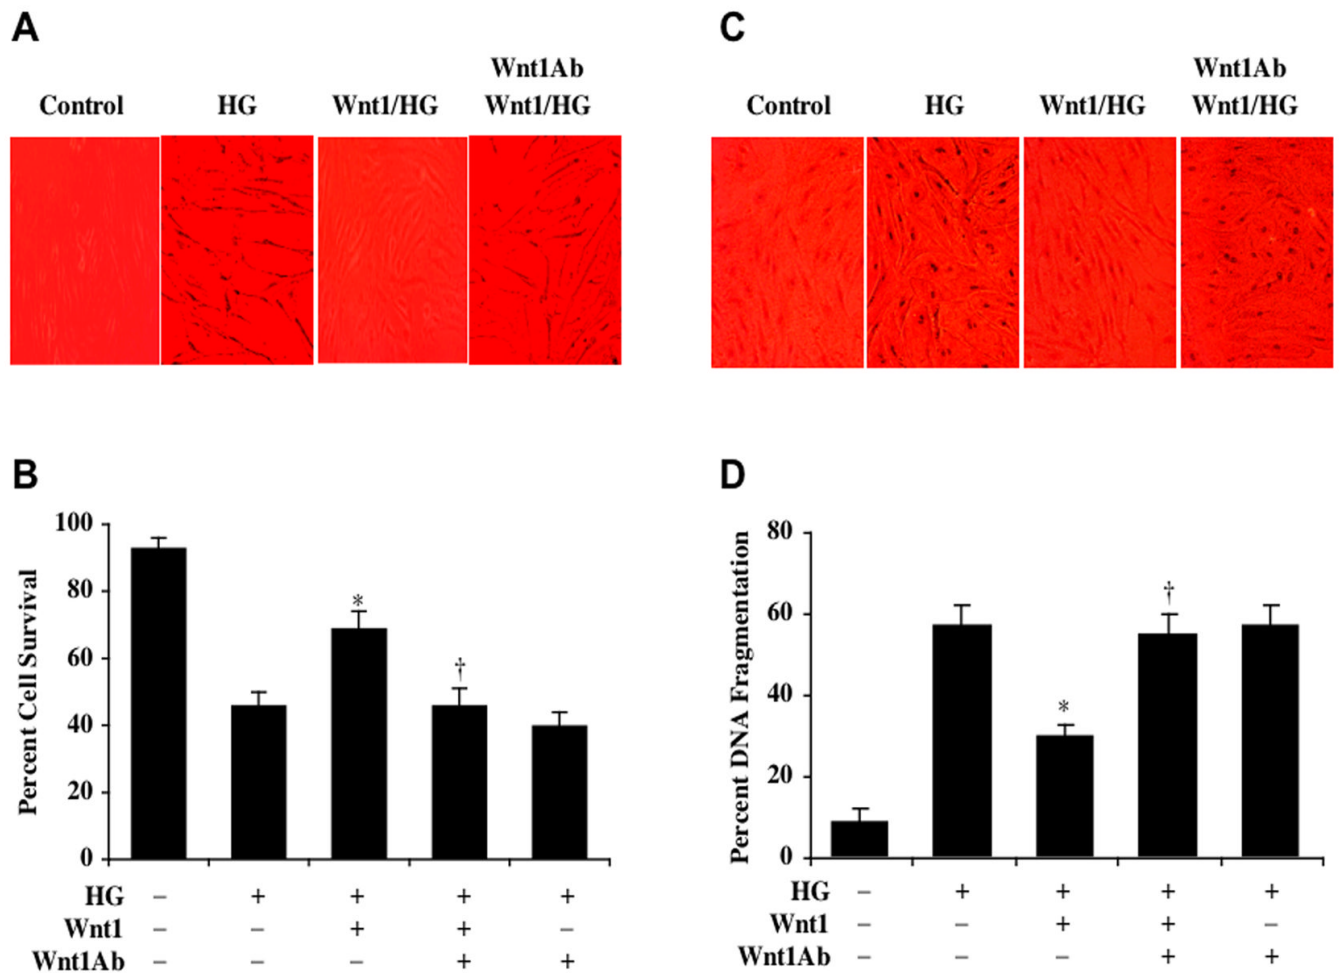 A
Wnt1Ab
Control HG Wnt1/HG Wnt1/HG
C
Wnt1Ab
Control HG Wnt1/HG Wnt1/HG
B
100
80
60
40
20
0
Percent Cell Survival
*
†
HG – + + + +
Wnt1 – – + + –
Wnt1Ab – – – + +
D
80
60
40
20
0
Percent DNA Fragmentation
*
†
HG – + + + +
Wnt1 – – + + –
Wnt1Ab – – – + +